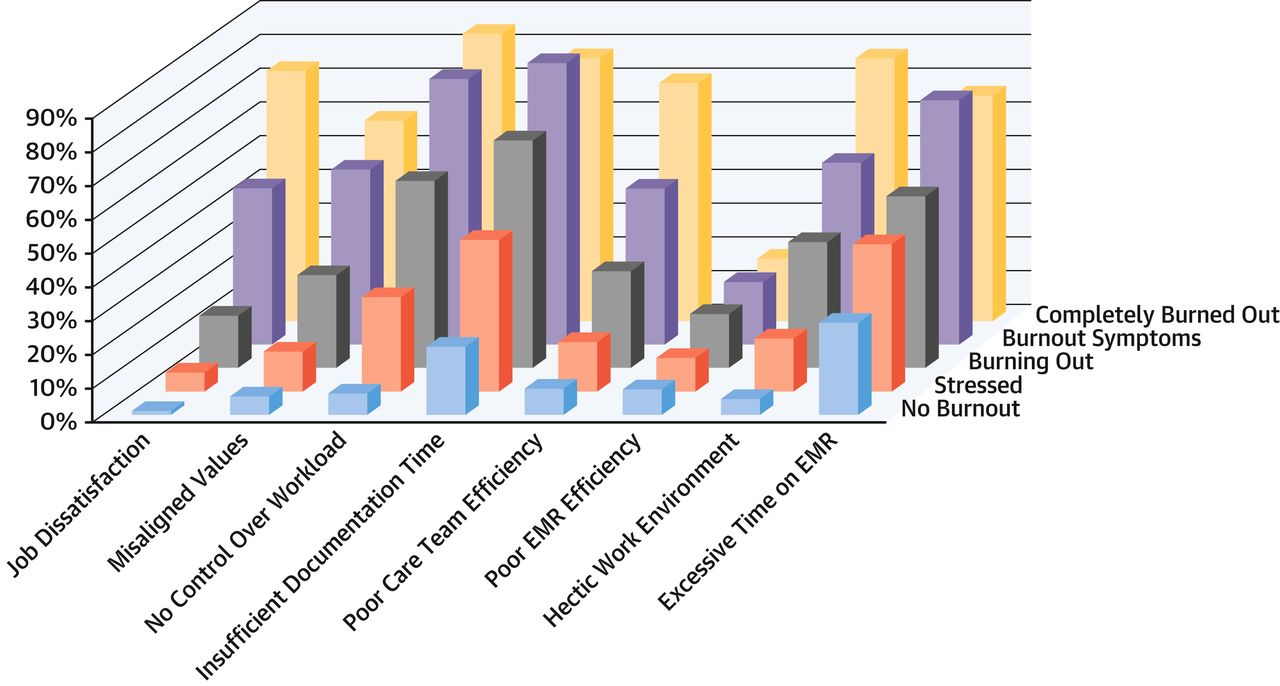 90%
80%
70%
60%
50%
40%
30%
20%
10%
0%
Completely Burned Out
Burnout Symptoms
Burning Out
Stressed
No Burnout
Job Dissatisfaction
Misaligned Values
No Control Over Workload
Insufficient Documentation Time
Poor Care Team Efficiency
Poor EMR Efficiency
Hectic Work Environment
Excessive Time on EMR